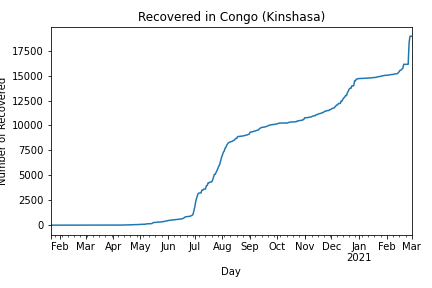 Recovered in Congo (Kinshasa)
Number of Recovered
17500
15000
12500
10000
7500
5000
2500
0
Feb Mar Apr May Jun Jul Aug Sep Oct Nov Dec Jan Feb Mar
2021
Day